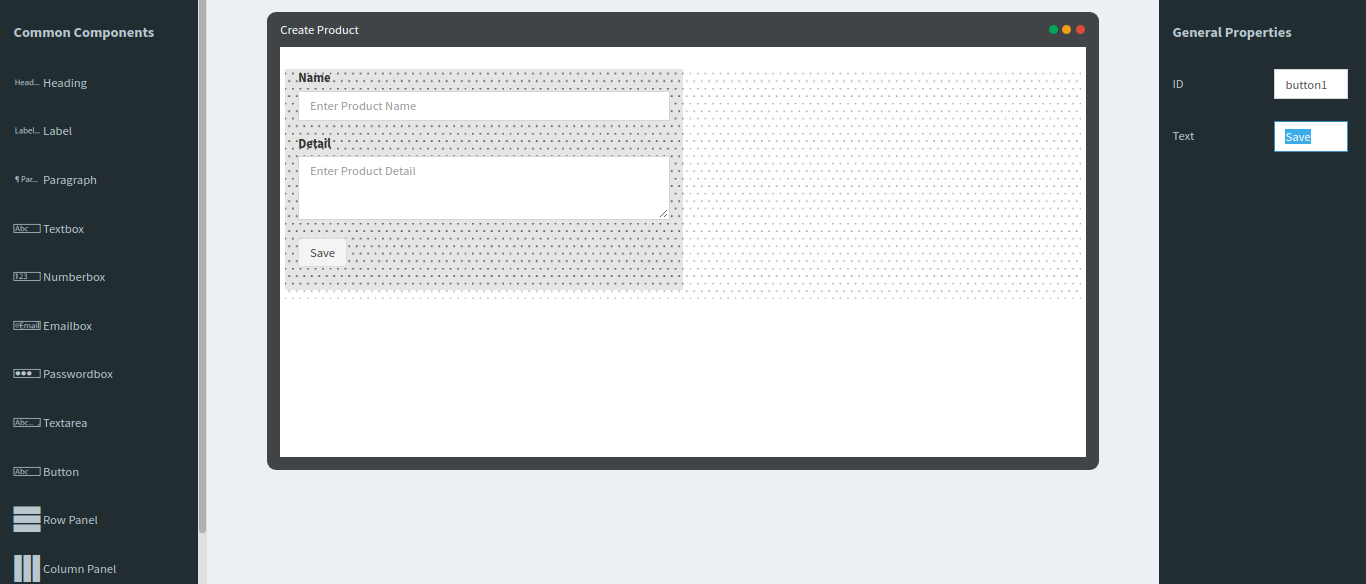 Common Components
Head... Heading
Label... Label
¶ Par... Paragraph
Abc Textbox
123 Numberbox
@Email Emailbox
Passwordbox
Abc... Textarea
Abc Button
Row Panel
Column Panel
Create Product
Name
Enter Product Name
Detail
Enter Product Detail
Save
General Properties
ID button1
Text Save